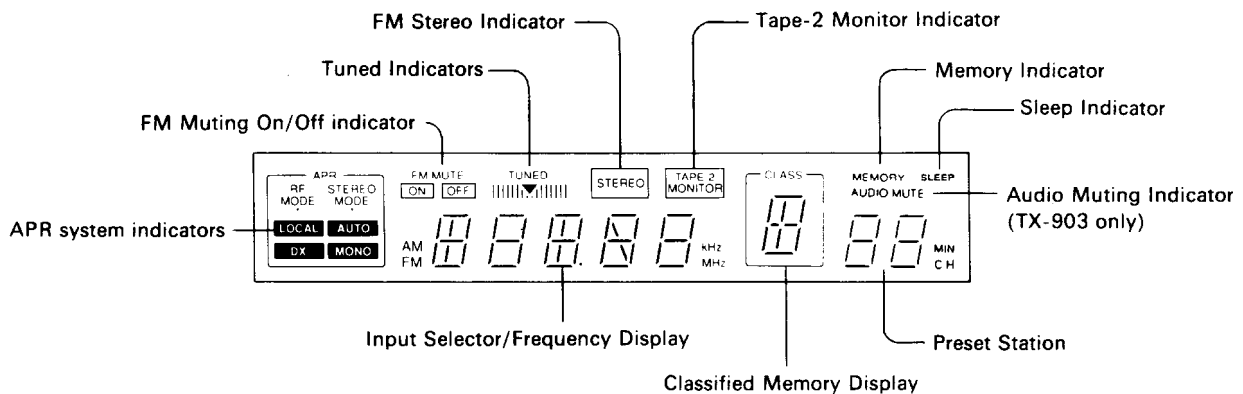 FM Stereo Indicator
Tape-2 Monitor Indicator
Tuned Indicators
Memory Indicator
FM Muting On/Off indicator
Sleep Indicator
APR
RF MODE
STEREO MODE
LOCAL
AUTO
DX
MONO
FM MUTE
ON OFF
TUNED
STEREO
TAPE 2
MONITOR
CLASS
MEMORY SLEEP
AUDIO MUTE
AM
FM
kHz
MHz
MIN
CH
Audio Muting Indicator
(TX-903 only)
APR system indicators
Input Selector/Frequency Display
Preset Station
Classified Memory Display